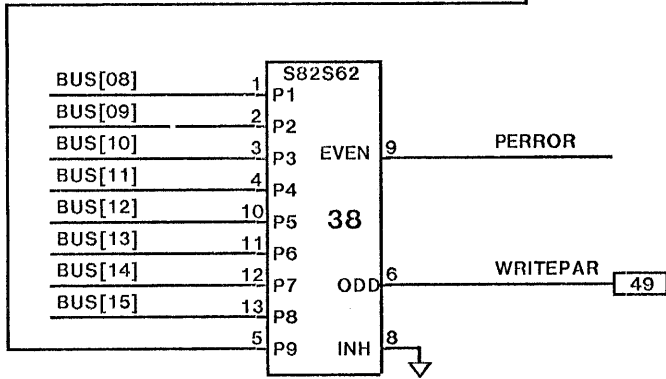 S82S62
BUS[08] 1 P1
BUS[09] 2 P2
BUS[10] 3 P3 EVEN 9 PERROR
BUS[11] 4 P4
BUS[12] 10 P5 38
BUS[13] 11 P6
BUS[14] 12 P7 ODD 6 WRITEPAR 49
BUS[15] 13 P8
5 P9 INH 8